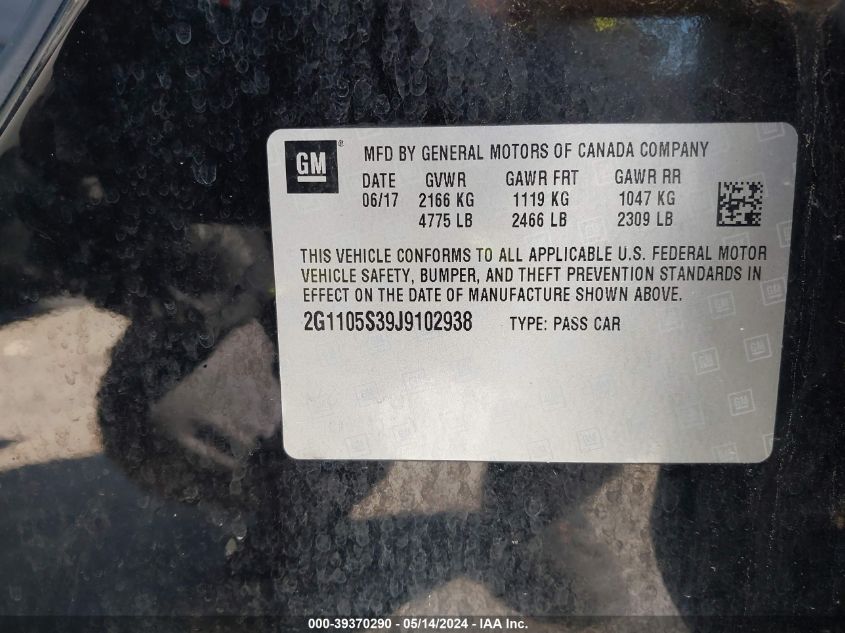 GM ® MFD BY GENERAL MOTORS OF CANADA COMPANY
DATE GVWR GAWR FRT GAWR RR
06/17 2166 KG 1119 KG 1047 KG
4775 LB 2466 LB 2309 LB
THIS VEHICLE CONFORMS TO ALL APPLICABLE U.S. FEDERAL MOTOR
VEHICLE SAFETY, BUMPER, AND THEFT PREVENTION STANDARDS IN
EFFECT ON THE DATE OF MANUFACTURE SHOWN ABOVE.
2G1105S39J9102938 TYPE: PASS CAR
000-39370290 - 05/14/2024 - IAA Inc.